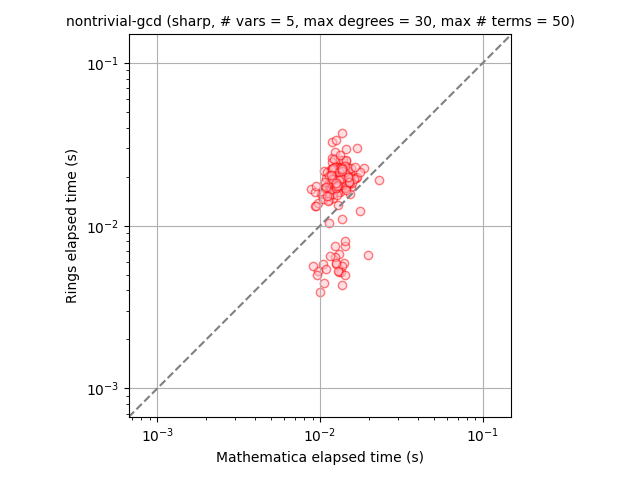 nontrivial-gcd (sharp, # vars = 5, max degrees = 30, max # terms = 50)
10⁻¹
10⁻²
10⁻³
Rings elapsed time (s)
10⁻³ 10⁻² 10⁻¹
Mathematica elapsed time (s)